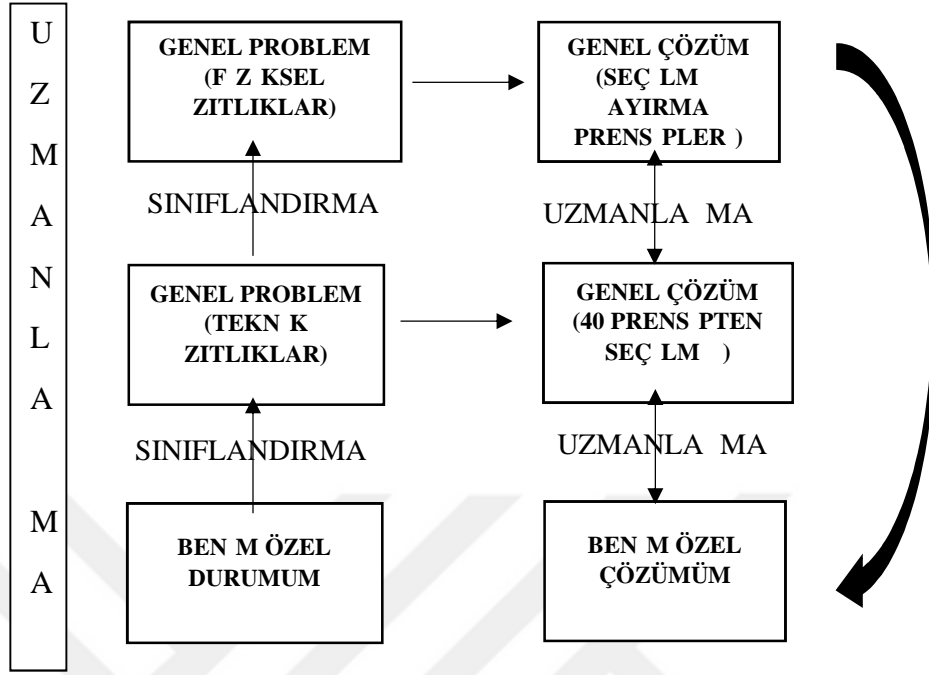 U
Z
M
A
N
L
A
M
A
GENEL PROBLEM
(F Z KSEL
ZITLIKLAR)
GENEL ÇÖZÜM
(SEÇ LM
AYIRMA
PRENS PLER )
SINIFLANDIRMA
UZMANLA MA
GENEL PROBLEM
(TEKN K
ZITLIKLAR)
GENEL ÇÖZÜM
(40 PRENS PTEN
SEÇ LM )
SINIFLANDIRMA
UZMANLA MA
BEN M ÖZEL
DURUMUM
BEN M ÖZEL
ÇÖZÜMÜM